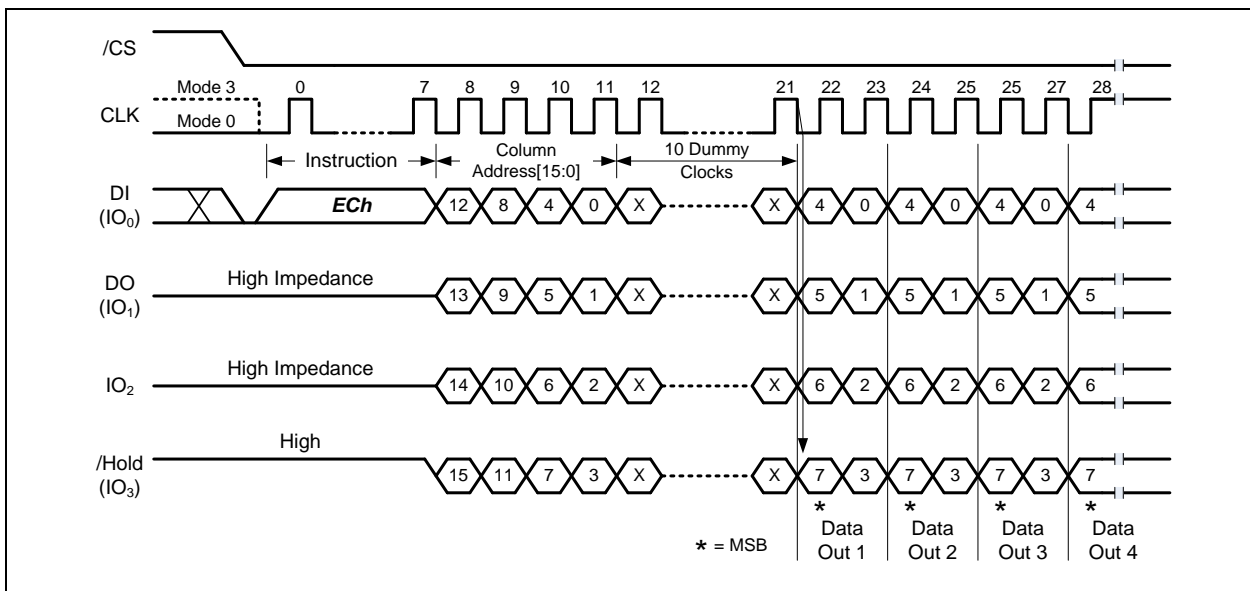 /CS
Mode 3 0 7 8 9 10 11 12 21 22 23 24 25 25 27 28
CLK
Mode 0
Instruction Column Address[15:0] 10 Dummy Clocks
DI
(IO0)
ECh 12 8 4 0 X X 4 0 4 0 4 0 4
DO
(IO1)
High Impedance 13 9 5 1 X X 5 1 5 1 5 1 5
IO2
High Impedance 14 10 6 2 X X 6 2 6 2 6 2 6
/Hold
(IO3)
High 15 11 7 3 X X 7 3 7 3 7 3 7
* * * *
* = MSB
Data Out 1 Data Out 2 Data Out 3 Data Out 4